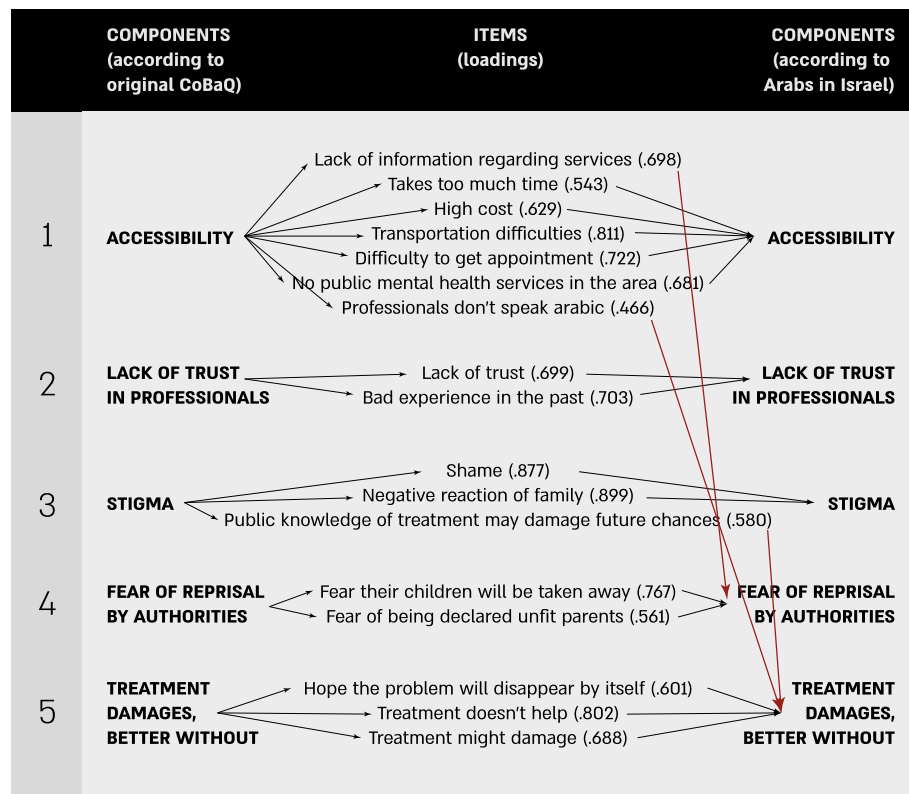 COMPONENTS
(according to
original CoBaQ)
ITEMS
(loadings)
COMPONENTS
(according to
Arabs in Israel)
1
ACCESSIBILITY
Lack of information regarding services (.698)
Takes too much time (.543)
High cost (.629)
Transportation difficulties (.811)
Difficulty to get appointment (.722)
No public mental health services in the area (.681)
Professionals don't speak arabic (.466)
ACCESSIBILITY
2
LACK OF TRUST
IN PROFESSIONALS
Lack of trust (.699)
Bad experience in the past (.703)
LACK OF TRUST
IN PROFESSIONALS
3
STIGMA
Shame (.877)
Negative reaction of family (.899)
Public knowledge of treatment may damage future chances (.580)
STIGMA
4
FEAR OF REPRISAL
BY AUTHORITIES
Fear their children will be taken away (.767)
Fear of being declared unfit parents (.561)
FEAR OF REPRISAL
BY AUTHORITIES
5
TREATMENT
DAMAGES,
BETTER WITHOUT
Hope the problem will disappear by itself (.601)
Treatment doesn't help (.802)
Treatment might damage (.688)
TREATMENT
DAMAGES,
BETTER WITHOUT